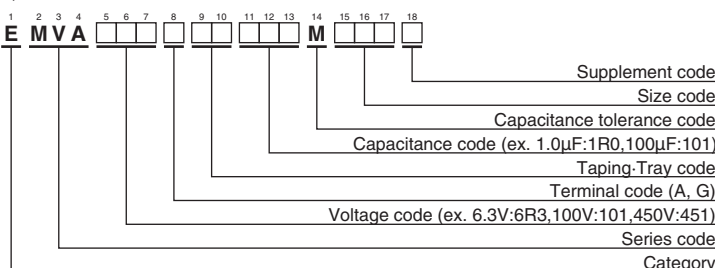 1 2 3 4 5 6 7 8 9 10 11 12 13 14 15 16 17 18
E M V A M
Supplement code
Size code
Capacitance tolerance code
Capacitance code (ex. 1.0μF:1R0,100μF:101)
Taping·Tray code
Terminal code (A, G)
Voltage code (ex. 6.3V:6R3,100V:101,450V:451)
Series code
Category